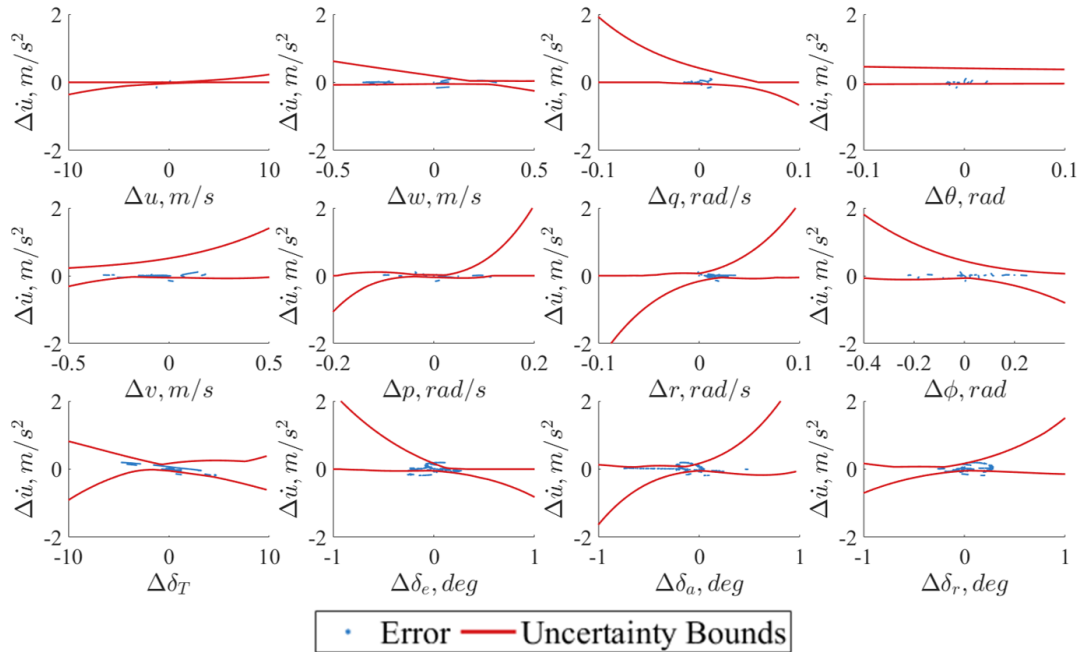 2 2 2 2
Δu̇, m/s² Δu̇, m/s² Δu̇, m/s² Δu̇, m/s²
0 0 0 0
-2 -2 -2 -2
-10 0 10 -0.5 0 0.5 -0.1 0 0.1 -0.1 0 0.1
Δu, m/s Δw, m/s Δq, rad/s Δθ, rad
2 2 2 2
Δu̇, m/s² Δu̇, m/s² Δu̇, m/s² Δu̇, m/s²
0 0 0 0
-2 -2 -2 -2
-0.5 0 0.5 -0.2 0 0.2 -0.1 0 0.1 -0.4 -0.2 0 0.2
Δv, m/s Δp, rad/s Δr, rad/s Δϕ, rad
2 2 2 2
Δu̇, m/s² Δu̇, m/s² Δu̇, m/s² Δu̇, m/s²
0 0 0 0
-2 -2 -2 -2
-10 0 10 -1 0 1 -1 0 1 -1 0 1
Δδ_T Δδ_e, deg Δδ_a, deg Δδ_r, deg
Error Uncertainty Bounds